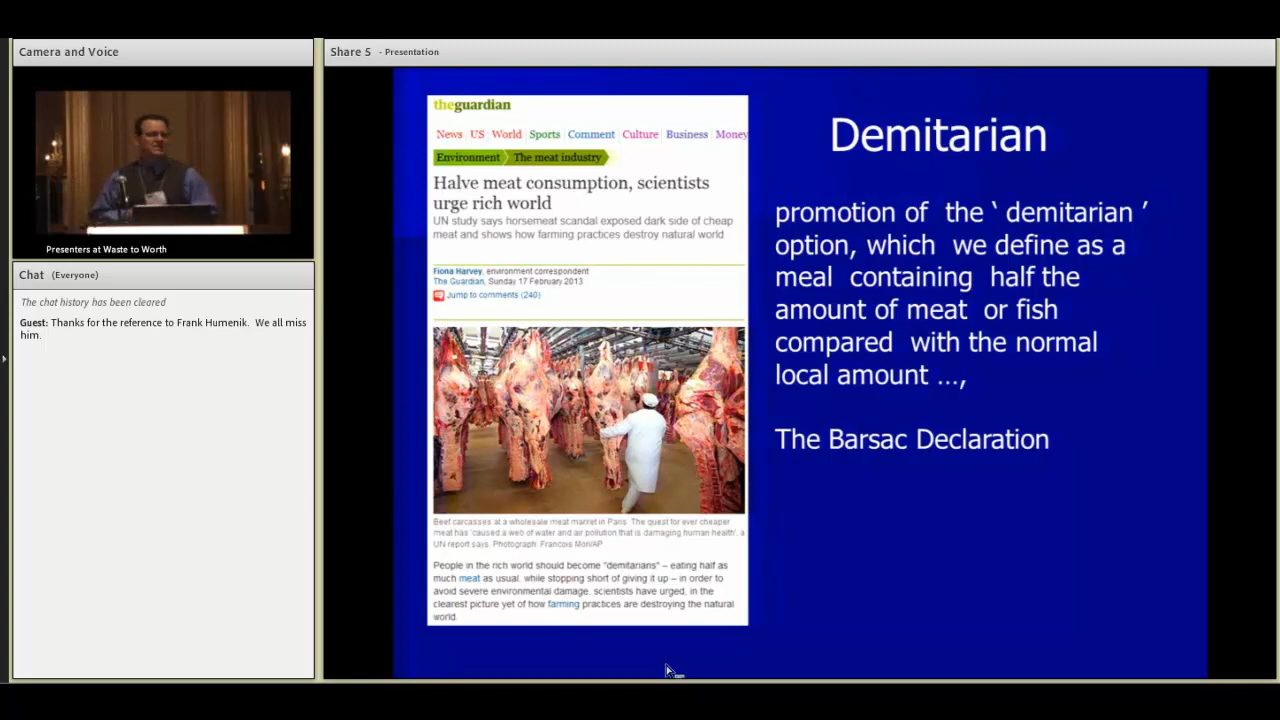 Camera and Voice
Presenters at Waste to Worth
Chat (Everyone)
The chat history has been cleared
Guest: Thanks for the reference to Frank Humenik. We all miss
him.
Share 5 - Presentation
theguardian
News US World Sports Comment Culture Business Money
Environment The meat industry
Halve meat consumption, scientists
urge rich world
UN study says horsemeat scandal exposed dark side of cheap
meat and shows how farming practices destroy natural world
Fiona Harvey, environment correspondent
The Guardian, Sunday 17 February 2013
Jump to comments (240)
Beef carcasses at a wholesale meat market in Paris. The quest for ever cheaper
meat has 'caused a web of water and air pollution that is damaging human health', a
UN report says. Photograph: Francois Mori/AP
People in the rich world should become "demitarians" – eating half as
much meat as usual, while stopping short of giving it up – in order to
avoid severe environmental damage, scientists have urged, in the
clearest picture yet of how farming practices are destroying the natural
world.
Demitarian
promotion of the ‘ demitarian ’
option, which we define as a
meal containing half the
amount of meat or fish
compared with the normal
local amount …,
The Barsac Declaration